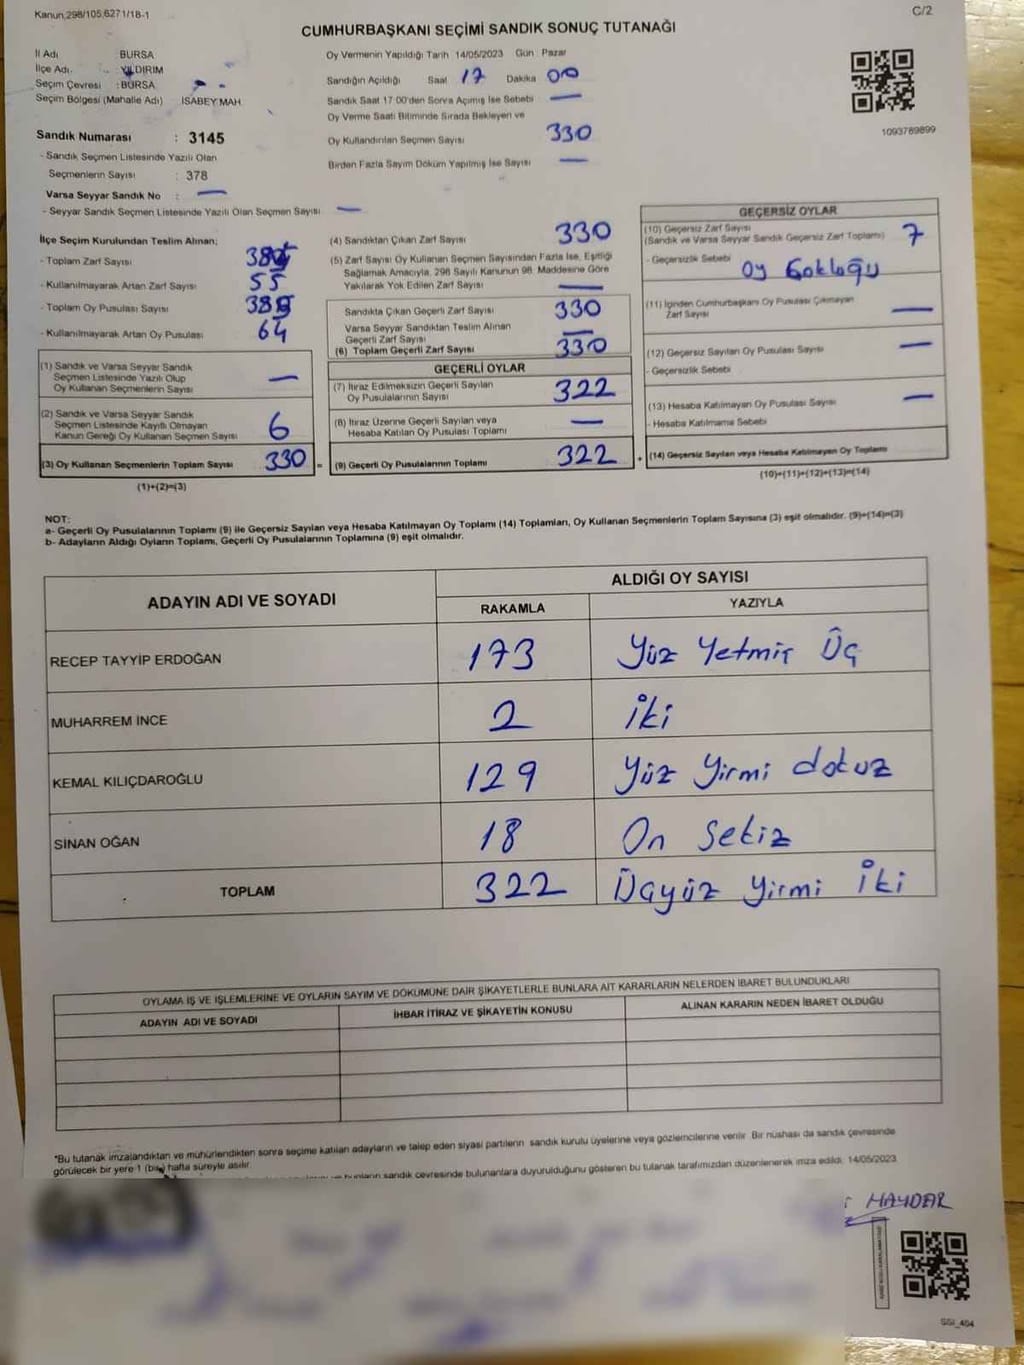 Kanun,298/105,6271/18-1
C/2
CUMHURBAŞKANI SEÇİMİ SANDIK SONUÇ TUTANAĞI
İl Adı BURSA
İlçe Adı. YILDIRIM
Seçim Çevresi : BURSA
Seçim Bölgesi (Mahalle Adı) İSABEY MAH.
Sandık Numarası : 3145
- Sandık Seçmen Listesinde Yazılı Olan
Seçmenlerin Sayısı : 378
Varsa Seyyar Sandık No : —
- Seyyar Sandık Seçmen Listesinde Yazılı Olan Seçmen Sayısı —
Oy Vermenin Yapıldığı Tarih 14/05/2023 Gün Pazar
Sandığın Açıldığı Saat 17 Dakika 00
Sandık Saat 17:00'den Sonra Açımış İse Sebebi —
Oy Verme Saati Bitiminde Sırada Bekleyen ve
Oy Kullandırılan Seçmen Sayısı 330
Birden Fazla Sayım Döküm Yapılmış İse Sayısı —
1093789899
İlçe Seçim Kurulundan Teslim Alınan;
- Toplam Zarf Sayısı
- Kullanılmayarak Artan Zarf Sayısı 55
- Toplam Oy Pusulası Sayısı
- Kullanılmayarak Artan Oy Pusulası 64
(1) Sandık ve Varsa Seyyar Sandık
Seçmen Listesinde Yazılı Olup
Oy Kullanan Seçmenlerin Sayısı —
(2) Sandık ve Varsa Seyyar Sandık
Seçmen Listesinde Kayıtlı Olmayan
Kanun Gereği Oy Kullanan Seçmen Sayısı 6
(3) Oy Kullanan Seçmenlerin Toplam Sayısı 330 =
(1)+(2)=(3)
(4) Sandıktan Çıkan Zarf Sayısı 330
(5) Zarf Sayısı Oy Kullanan Seçmen Sayısından Fazla İse, Eşitliği
Sağlamak Amacıyla, 298 Sayılı Kanunun 98. Maddesine Göre
Yakılarak Yok Edilen Zarf Sayısı —
Sandıkta Çıkan Geçerli Zarf Sayısı 330
Varsa Seyyar Sandıktan Teslim Alınan
Geçerli Zarf Sayısı —
(6) Toplam Geçerli Zarf Sayısı 330
GEÇERLİ OYLAR
(7) İtiraz Edilmeksizin Geçerli Sayılan
Oy Pusulalarının Sayısı 322
(8) İtiraz Üzerine Geçerli Sayılan veya
Hesaba Katılan Oy Pusulası Toplamı —
(9) Geçerli Oy Pusulalarının Toplamı 322 +
GEÇERSİZ OYLAR
(10) Geçersiz Zarf Sayısı
(Sandık ve Varsa Seyyar Sandık Geçersiz Zarf Toplamı) 7
- Geçersizlik Sebebi Oy Çokluğu
(11) İçinden Cumhurbaşkanı Oy Pusulası Çıkmayan
Zarf Sayısı —
(12) Geçersiz Sayılan Oy Pusulası Sayısı —
- Geçersizlik Sebebi
(13) Hesaba Katılmayan Oy Pusulası Sayısı —
- Hesaba Katılmama Sebebi
(14) Geçersiz Sayılan veya Hesaba Katılmayan Oy Toplamı
(10)+(11)+(12)+(13)=(14)
NOT:
a- Geçerli Oy Pusulalarının Toplamı (9) ile Geçersiz Sayılan veya Hesaba Katılmayan Oy Toplamı (14) Toplamları, Oy Kullanan Seçmenlerin Toplam Sayısına (3) eşit olmalıdır. (9)+(14)=(3)
b- Adayların Aldığı Oyların Toplamı, Geçerli Oy Pusulalarının Toplamına (9) eşit olmalıdır.
ADAYIN ADI VE SOYADI
ALDIĞI OY SAYISI
RAKAMLA YAZIYLA
RECEP TAYYİP ERDOĞAN 173 Yüz Yetmiş Üç
MUHARREM İNCE 2 İki
KEMAL KILIÇDAROĞLU 129 Yüz Yirmi dokuz
SİNAN OĞAN 18 On Sekiz
TOPLAM 322 Üçyüz Yirmi İki
OYLAMA İŞ VE İŞLEMLERİNE VE OYLARIN SAYIM VE DÖKÜMÜNE DAİR ŞİKAYETLERLE BUNLARA AİT KARARLARIN NELERDEN İBARET BULUNDUKLARI
ADAYIN ADI VE SOYADI İHBAR İTİRAZ VE ŞİKAYETİN KONUSU ALINAN KARARIN NEDEN İBARET OLDUĞU
*Bu tutanak imzalandıktan ve mühürlendikten sonra seçime katılan adayların ve talep eden siyasi partilerin sandık kurulu üyelerine veya gözlemcilerine verilir. Bir nüshası da sandık çevresinde
görülecek bir yere 1 (bir) hafta süreyle asılır.
bunların sandık çevresinde bulunanlara duyurulduğunu gösteren bu tutanak tarafımızdan düzenlenerek imza edildi. 14/05/2023
HAYDAR
SSI_404